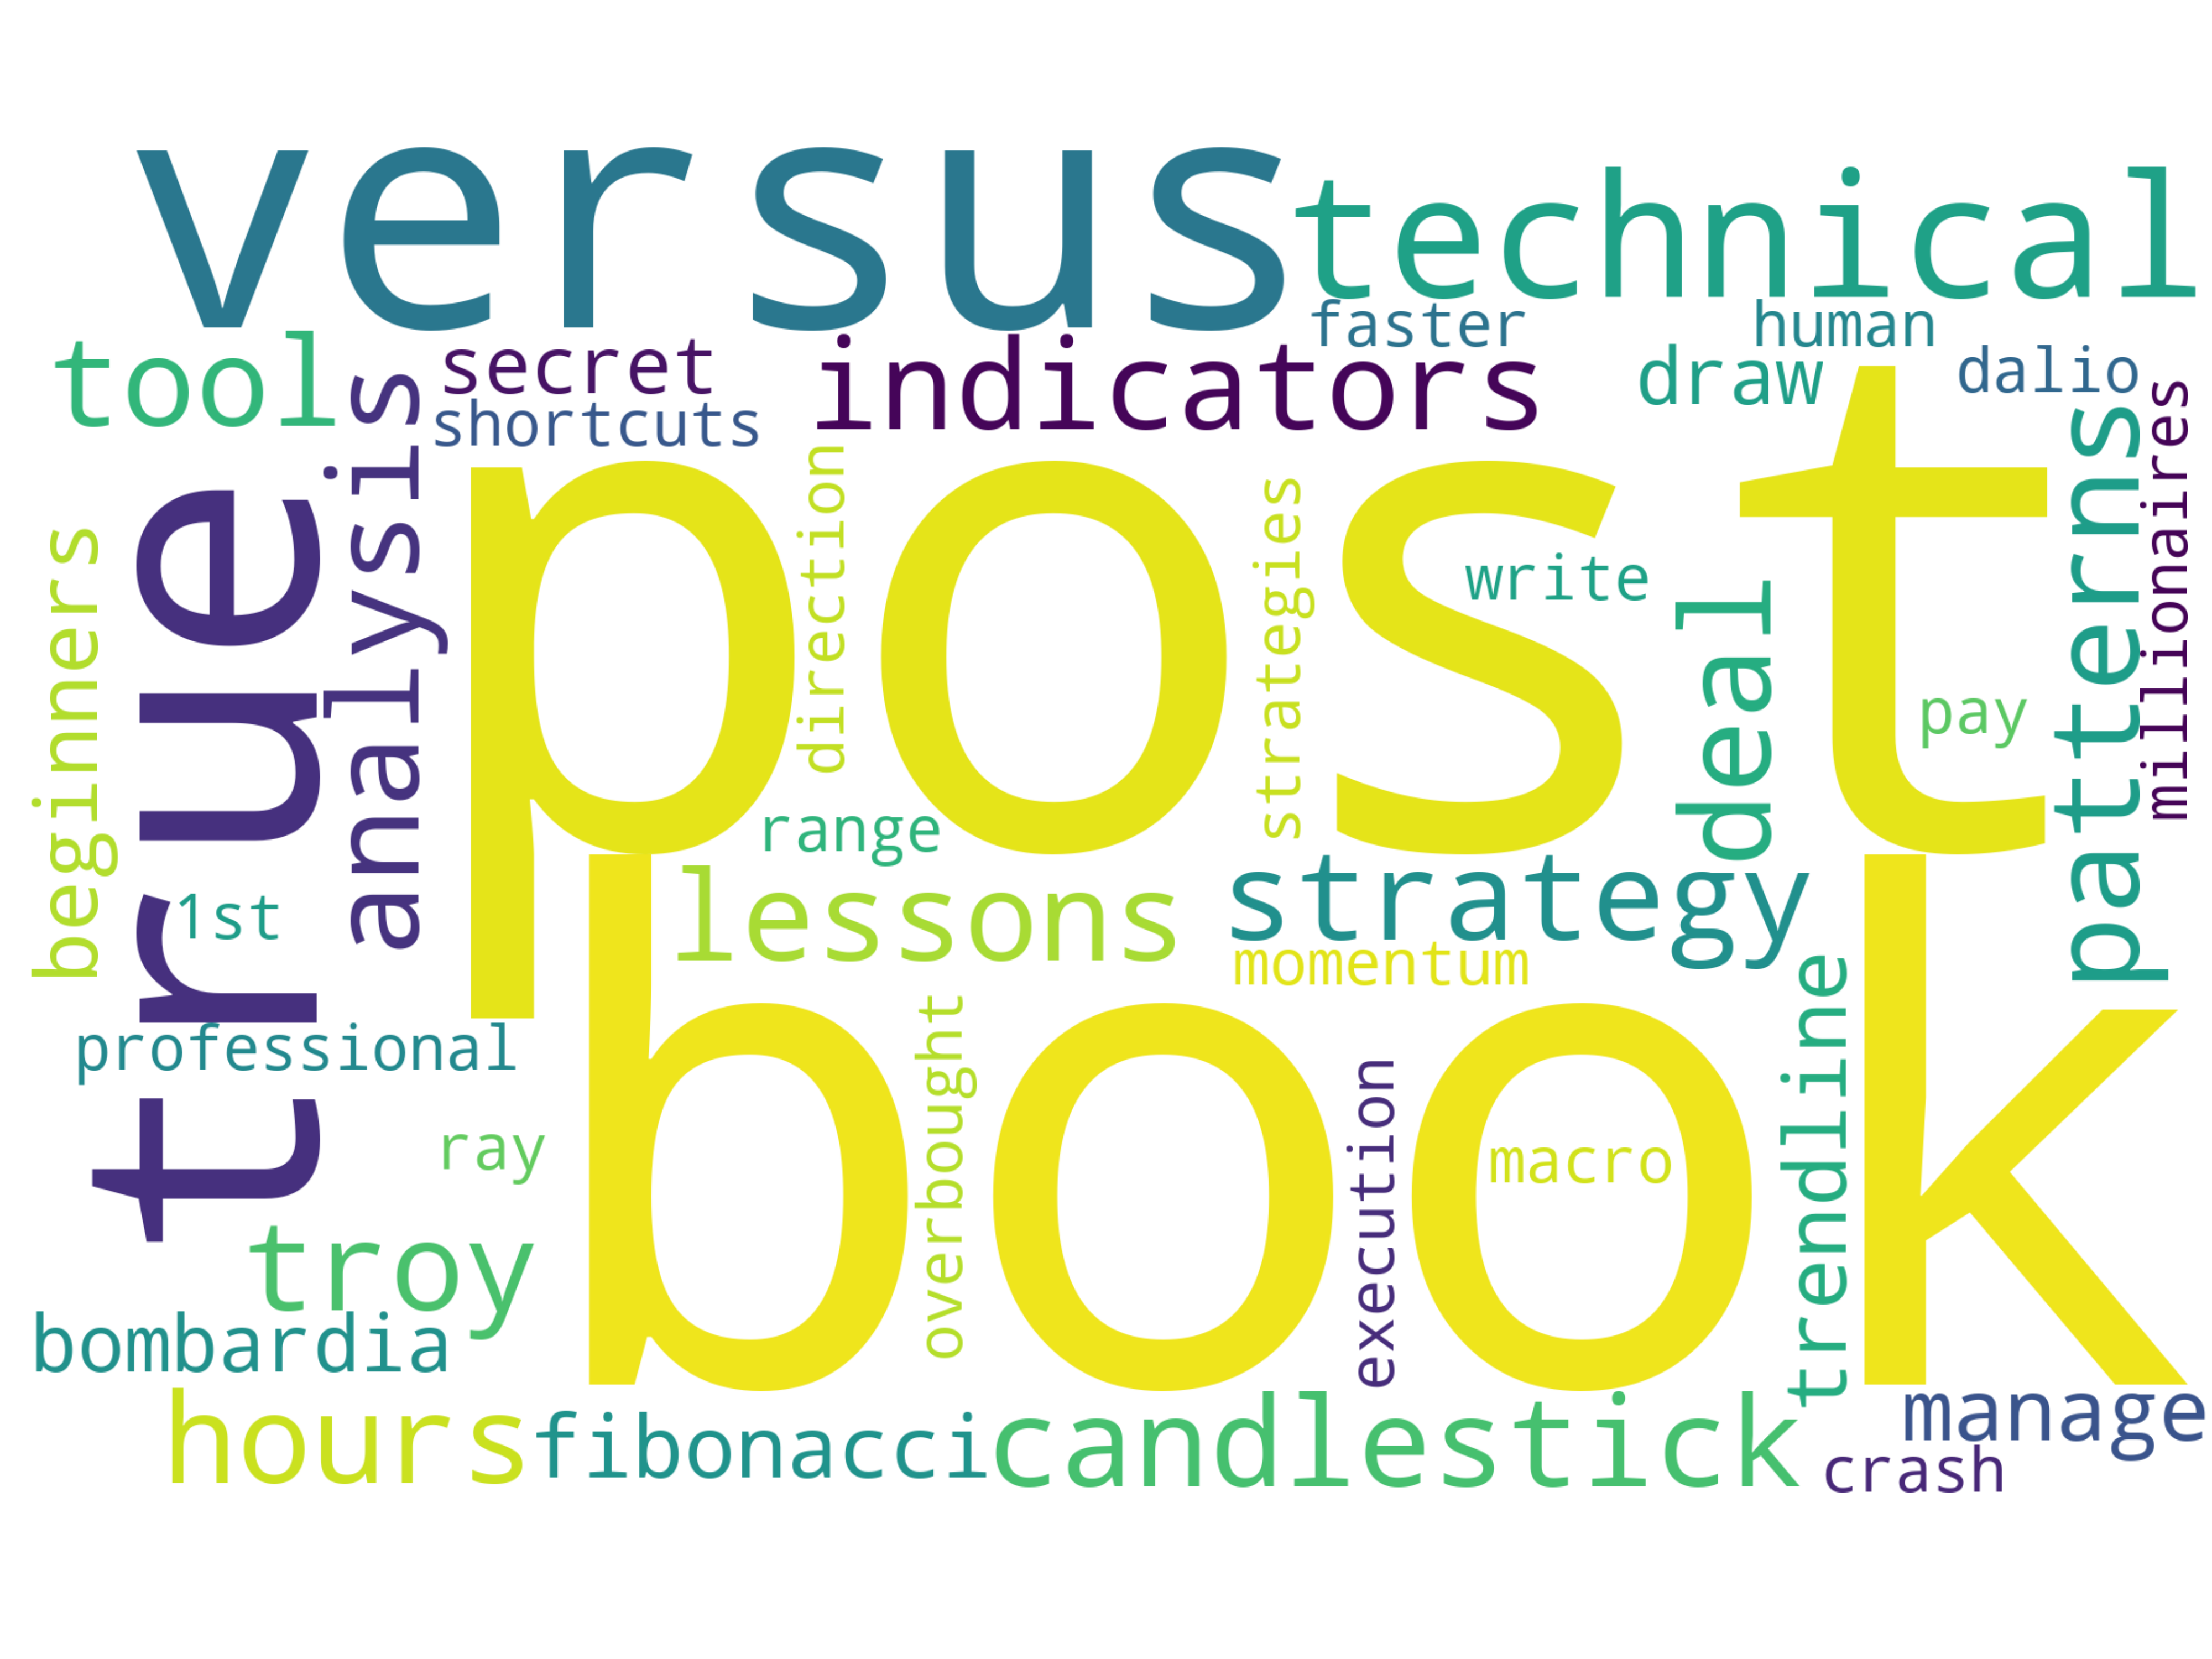 versus
technical
faster
human
tool
secret
indicators
draw
dalio
shortcuts
analysis
true
post
direction
strategies
write
deal
pay
patterns
millionaires
beginners
range
1st
lessons
strategy
momentum
professional
book
overbought
execution
macro
trendline
ray
troy
bombardia
hours
fibonacci
candlestick
manage
crash